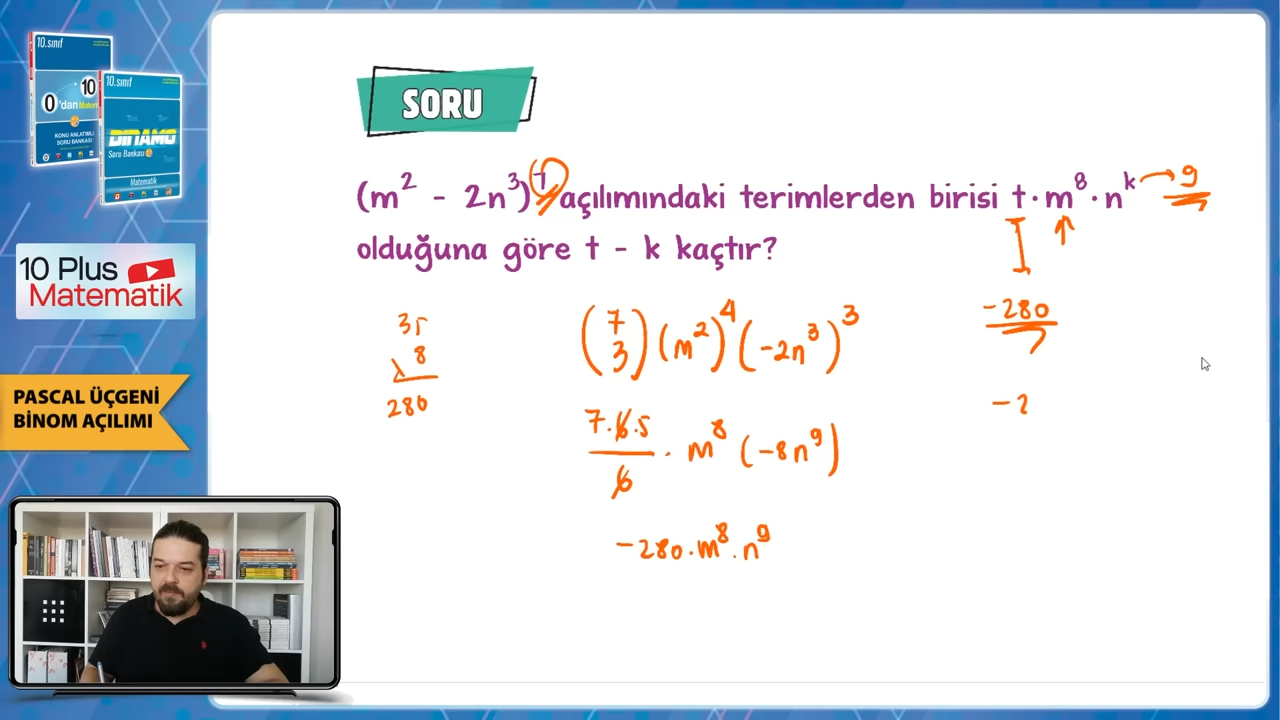 10.sınıf
0'dan 10
KONU ANLATIMLI
SORU BANKASI
10.sınıf
DİNAMO
Soru Bankası
Matematik
10 Plus
Matematik
PASCAL ÜÇGENİ
BİNOM AÇILIMI
SORU
(m² - 2n³)⁷ açılımındaki terimlerden birisi t · m⁸ · nᵏ → 9
olduğuna göre t - k kaçtır?
35
x 8
280
(7 3) (m²)⁴ (-2n³)³
7.6.5
6
· m⁸ (-8n⁹)
-280 · m⁸ · n⁹
-280
-2